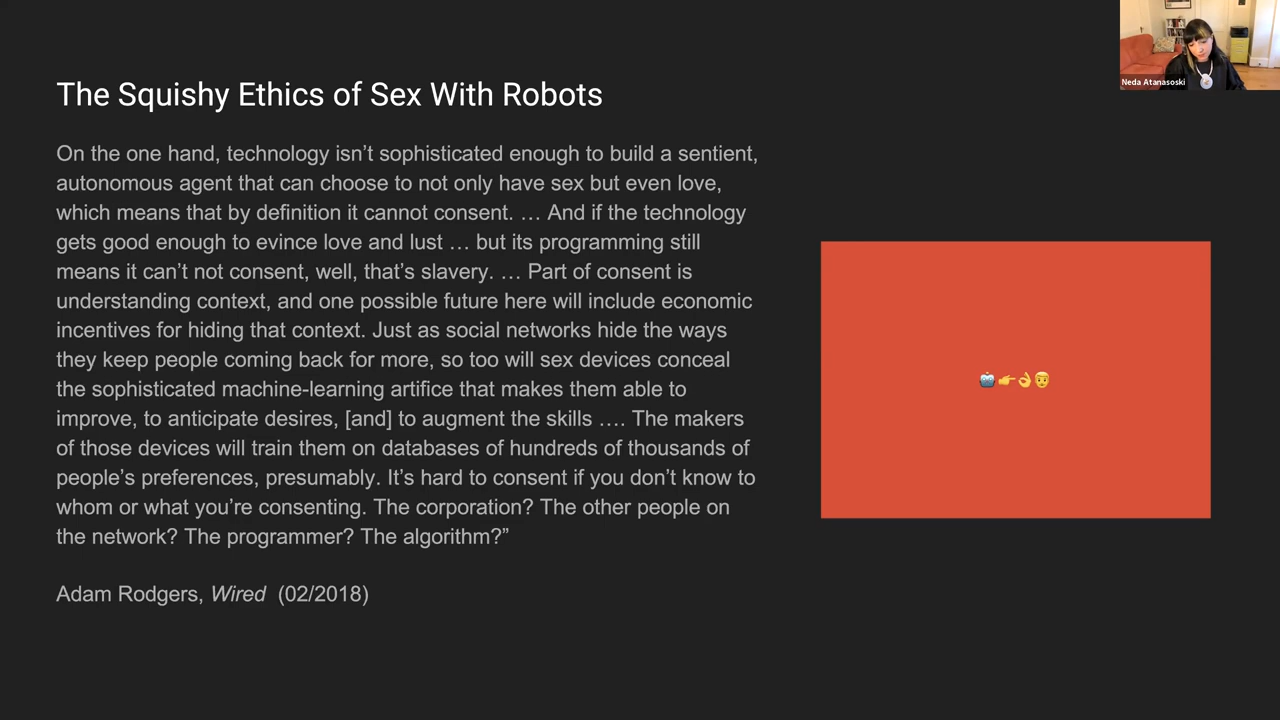 Neda Atanasoski
The Squishy Ethics of Sex With Robots
On the one hand, technology isn’t sophisticated enough to build a sentient,
autonomous agent that can choose to not only have sex but even love,
which means that by definition it cannot consent. … And if the technology
gets good enough to evince love and lust … but its programming still
means it can’t not consent, well, that’s slavery. … Part of consent is
understanding context, and one possible future here will include economic
incentives for hiding that context. Just as social networks hide the ways
they keep people coming back for more, so too will sex devices conceal
the sophisticated machine-learning artifice that makes them able to
improve, to anticipate desires, [and] to augment the skills …. The makers
of those devices will train them on databases of hundreds of thousands of
people’s preferences, presumably. It’s hard to consent if you don’t know to
whom or what you’re consenting. The corporation? The other people on
the network? The programmer? The algorithm?”
Adam Rodgers, Wired (02/2018)